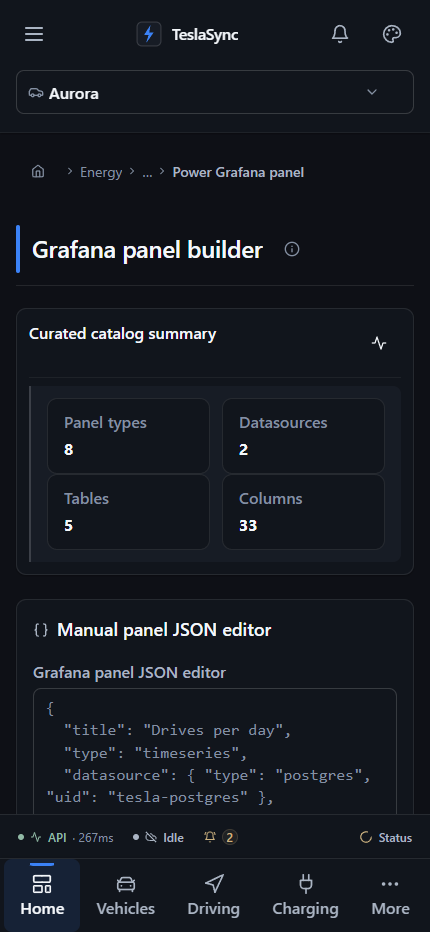 TeslaSync
Aurora
Energy
...
Power Grafana panel
Grafana panel builder
Curated catalog summary
Panel types
8
Datasources
2
Tables
5
Columns
33
{} Manual panel JSON editor
Grafana panel JSON editor
{
"title": "Drives per day",
"type": "timeseries",
"datasource": { "type": "postgres",
"uid": "tesla-postgres" },
API · 267ms
Idle
2
Status
Home
Vehicles
Driving
Charging
More